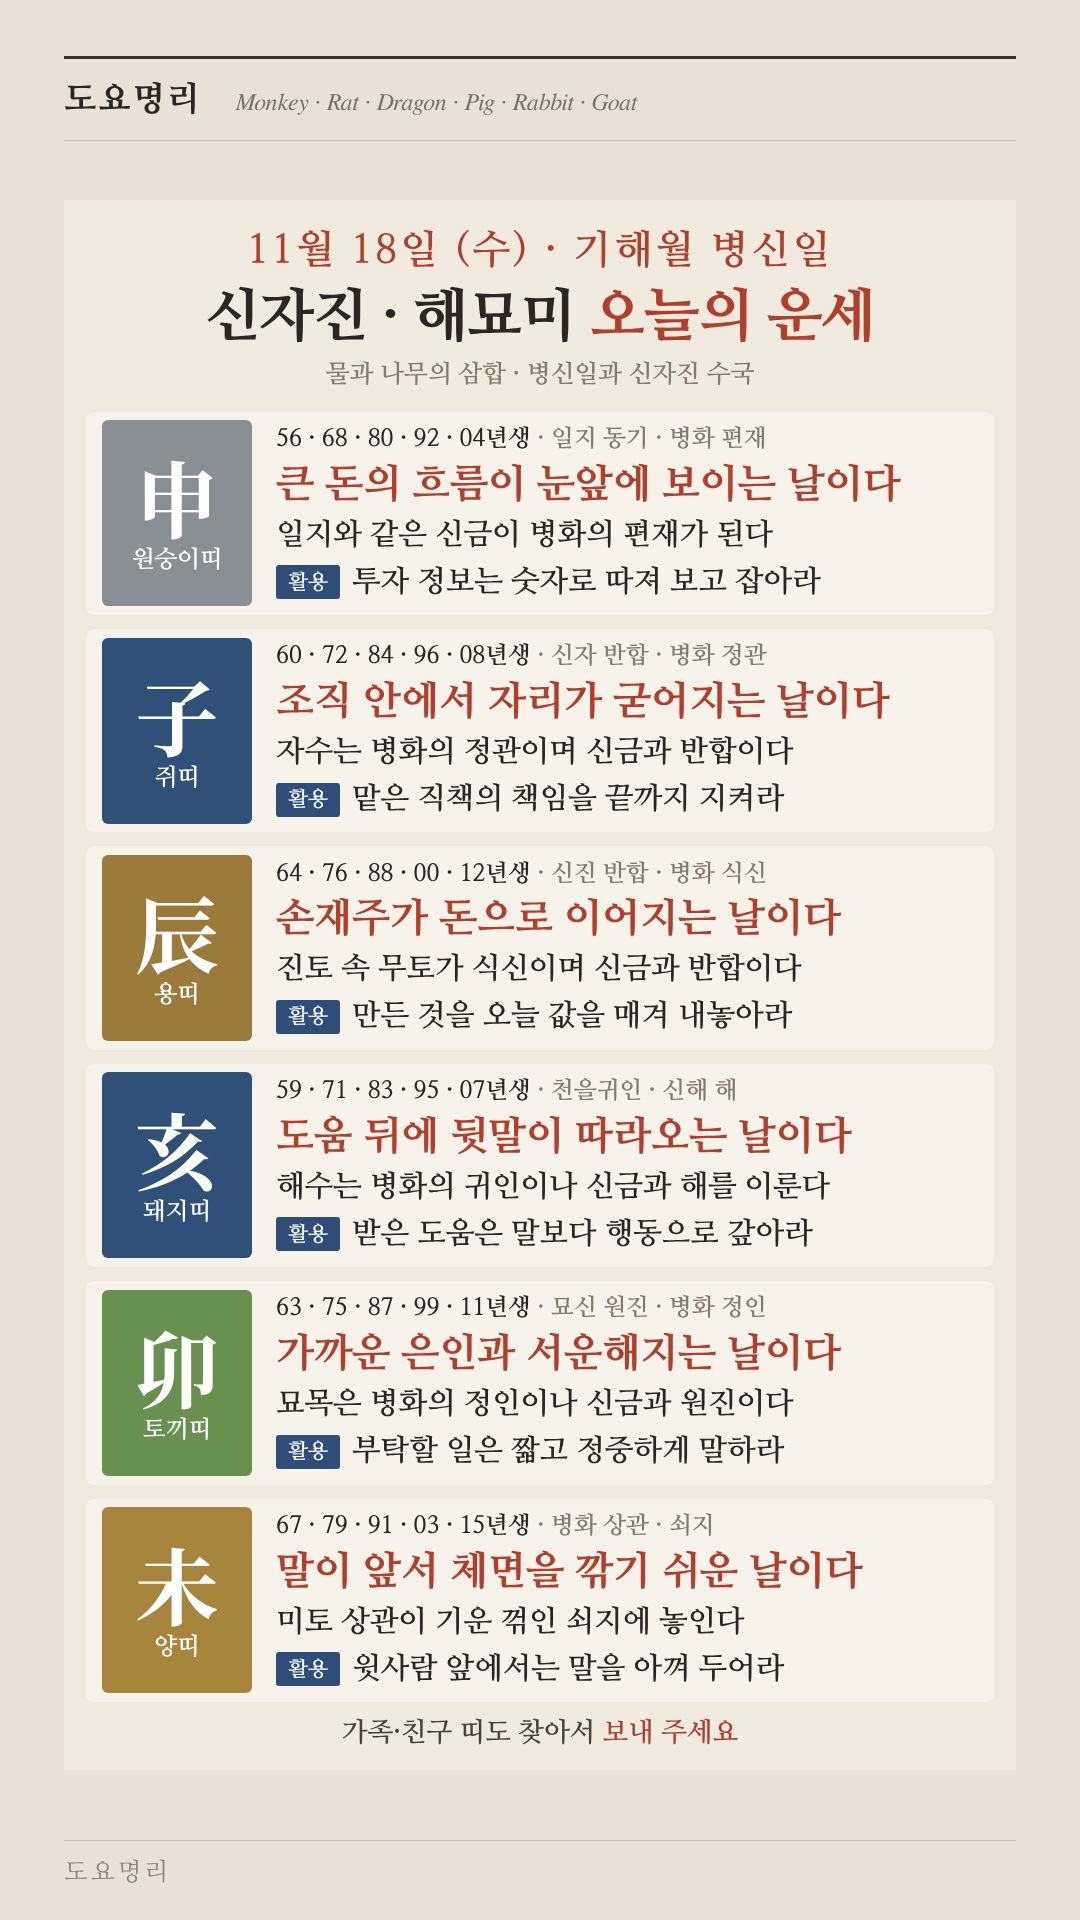 도요명리 Monkey · Rat · Dragon · Pig · Rabbit · Goat
11월 18일 (수) · 기해월 병신일
신자진 · 해묘미 오늘의 운세
물과 나무의 삼합 · 병신일과 신자진 수국
申
원숭이띠
56 · 68 · 80 · 92 · 04년생 · 일지 동기 · 병화 편재
큰 돈의 흐름이 눈앞에 보이는 날이다
일지와 같은 신금이 병화의 편재가 된다
활용 투자 정보는 숫자로 따져 보고 잡아라
子
쥐띠
60 · 72 · 84 · 96 · 08년생 · 신자 반합 · 병화 정관
조직 안에서 자리가 굳어지는 날이다
자수는 병화의 정관이며 신금과 반합이다
활용 맡은 직책의 책임을 끝까지 지켜라
辰
용띠
64 · 76 · 88 · 00 · 12년생 · 신진 반합 · 병화 식신
손재주가 돈으로 이어지는 날이다
진토 속 무토가 식신이며 신금과 반합이다
활용 만든 것을 오늘 값을 매겨 내놓아라
亥
돼지띠
59 · 71 · 83 · 95 · 07년생 · 천을귀인 · 신해 해
도움 뒤에 뒷말이 따라오는 날이다
해수는 병화의 귀인이나 신금과 해를 이룬다
활용 받은 도움은 말보다 행동으로 갚아라
卯
토끼띠
63 · 75 · 87 · 99 · 11년생 · 묘신 원진 · 병화 정인
가까운 은인과 서운해지는 날이다
묘목은 병화의 정인이나 신금과 원진이다
활용 부탁할 일은 짧고 정중하게 말하라
未
양띠
67 · 79 · 91 · 03 · 15년생 · 병화 상관 · 쇠지
말이 앞서 체면을 깎기 쉬운 날이다
미토 상관이 기운 꺾인 쇠지에 놓인다
활용 윗사람 앞에서는 말을 아껴 두어라
가족·친구 띠도 찾아서 보내 주세요
도요명리